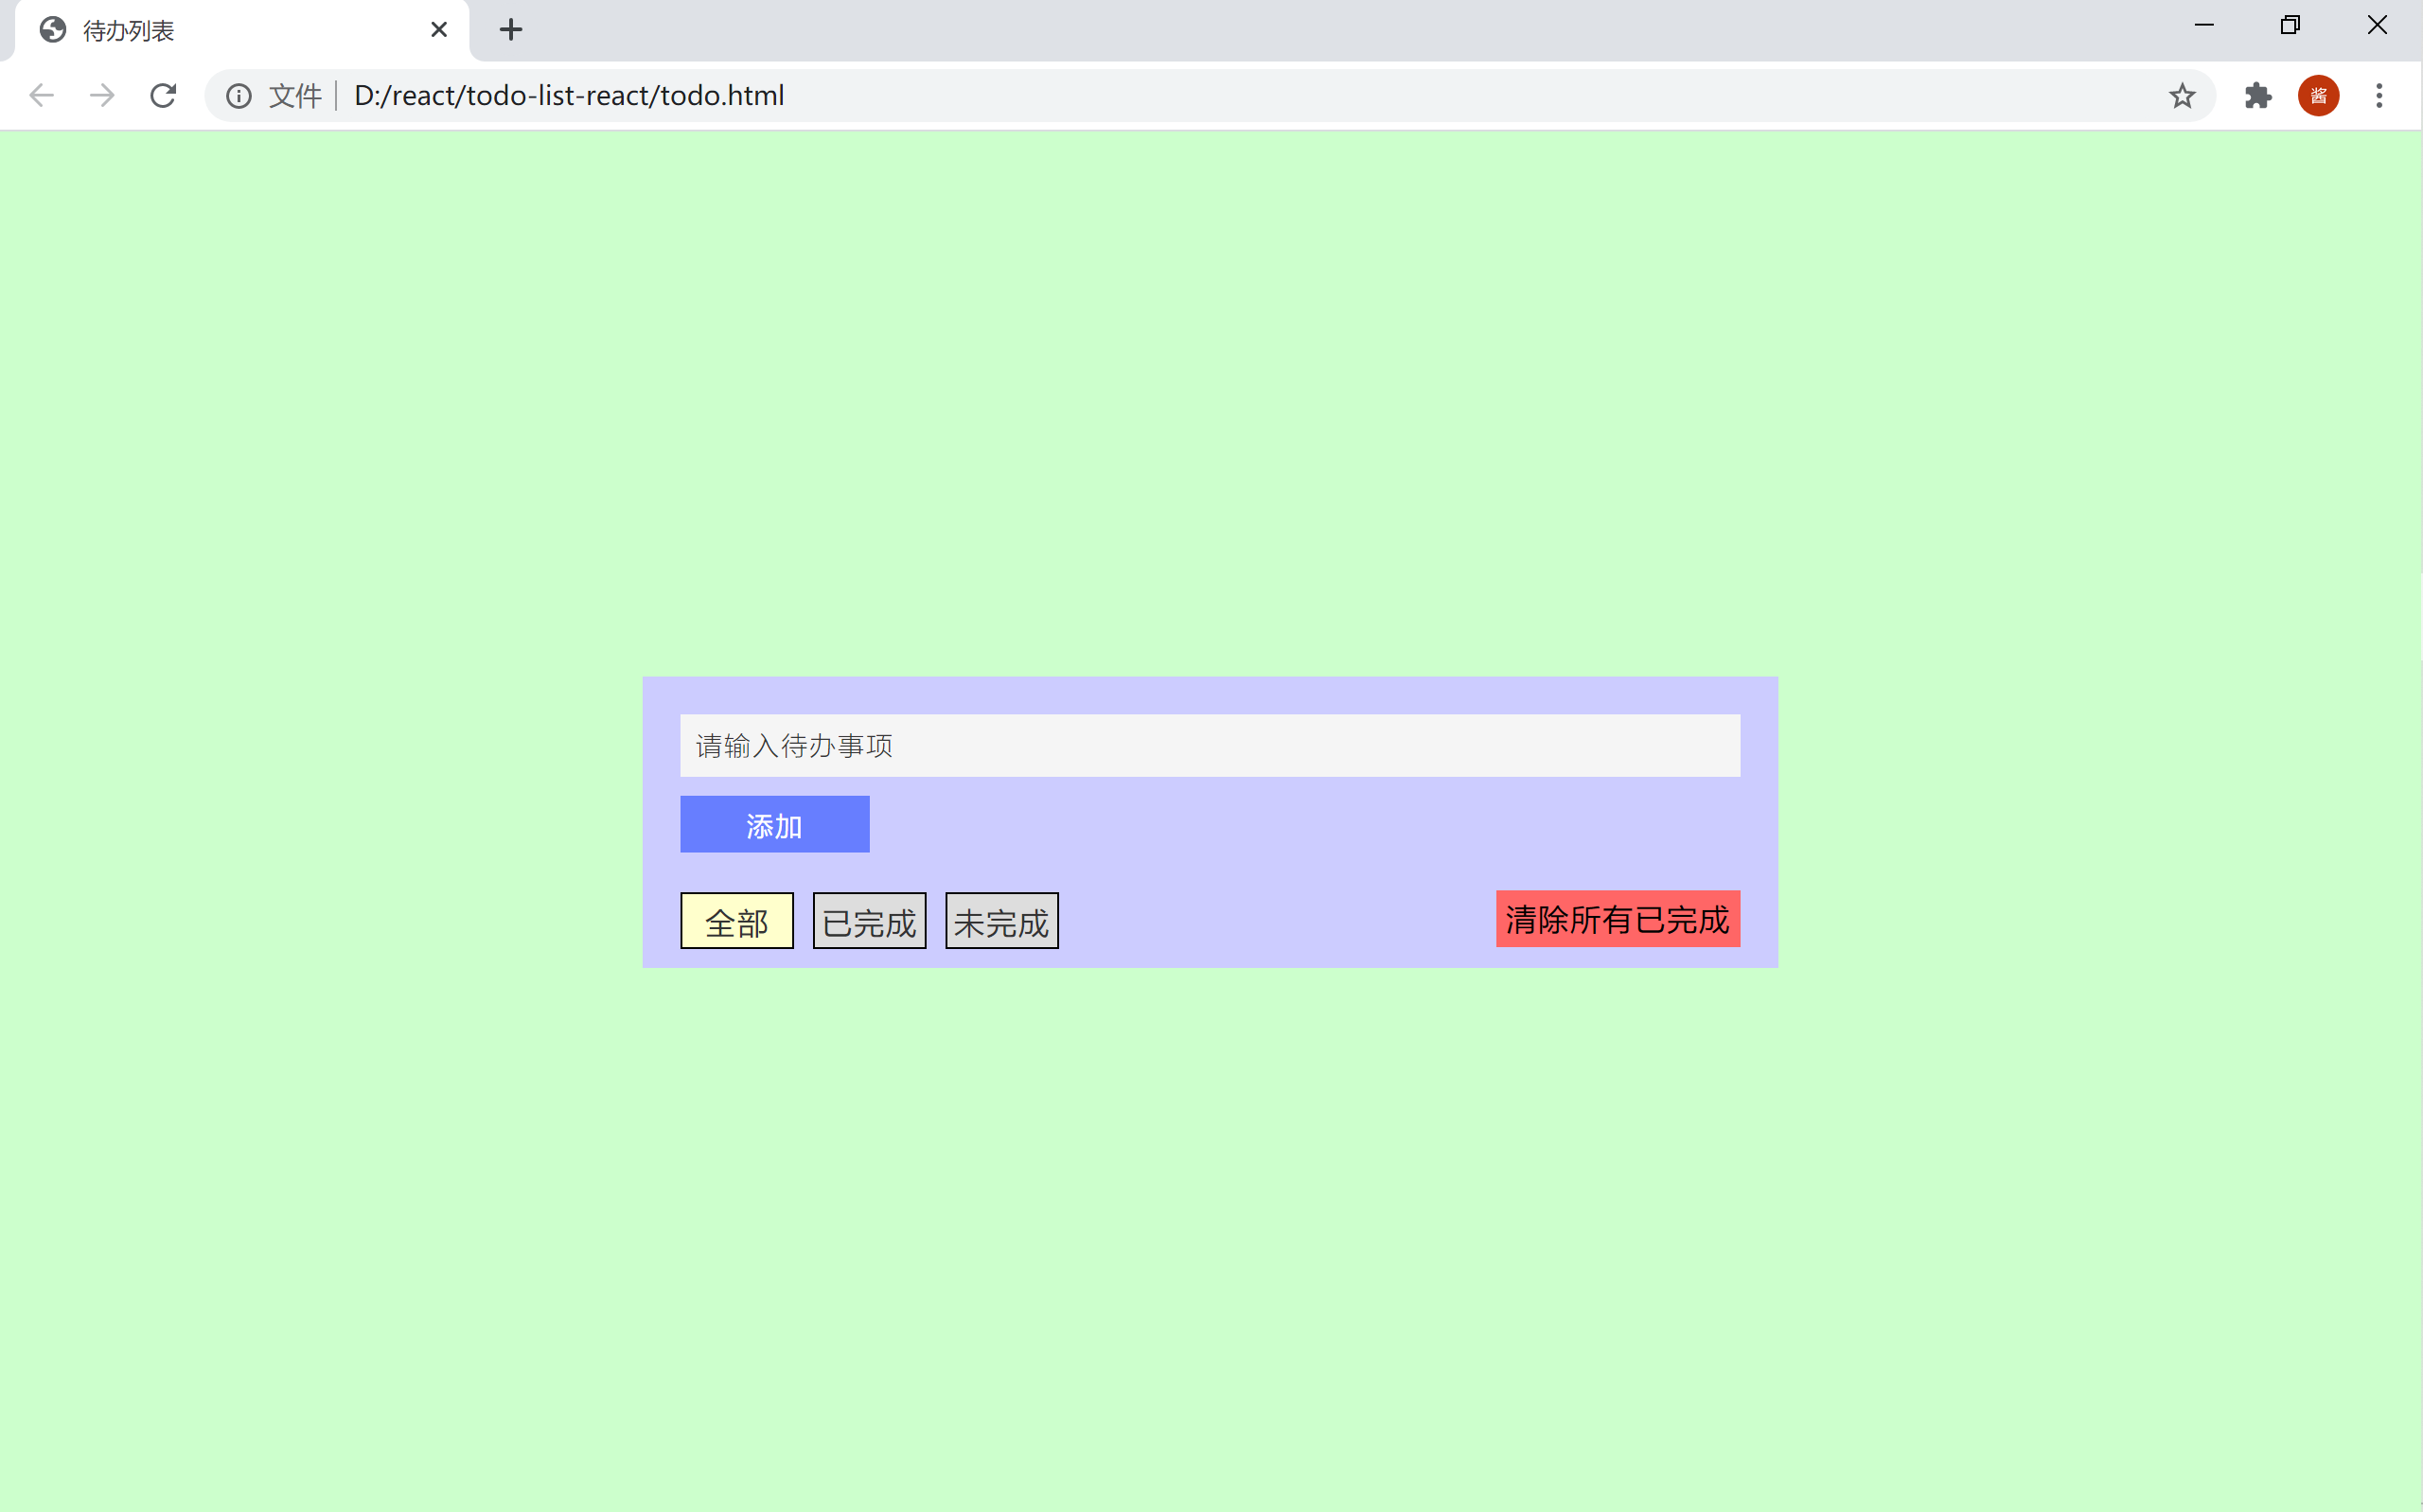 待办列表
文件 D:/react/todo-list-react/todo.html 酱
请输入待办事项
添加
全部 已完成 未完成 清除所有已完成